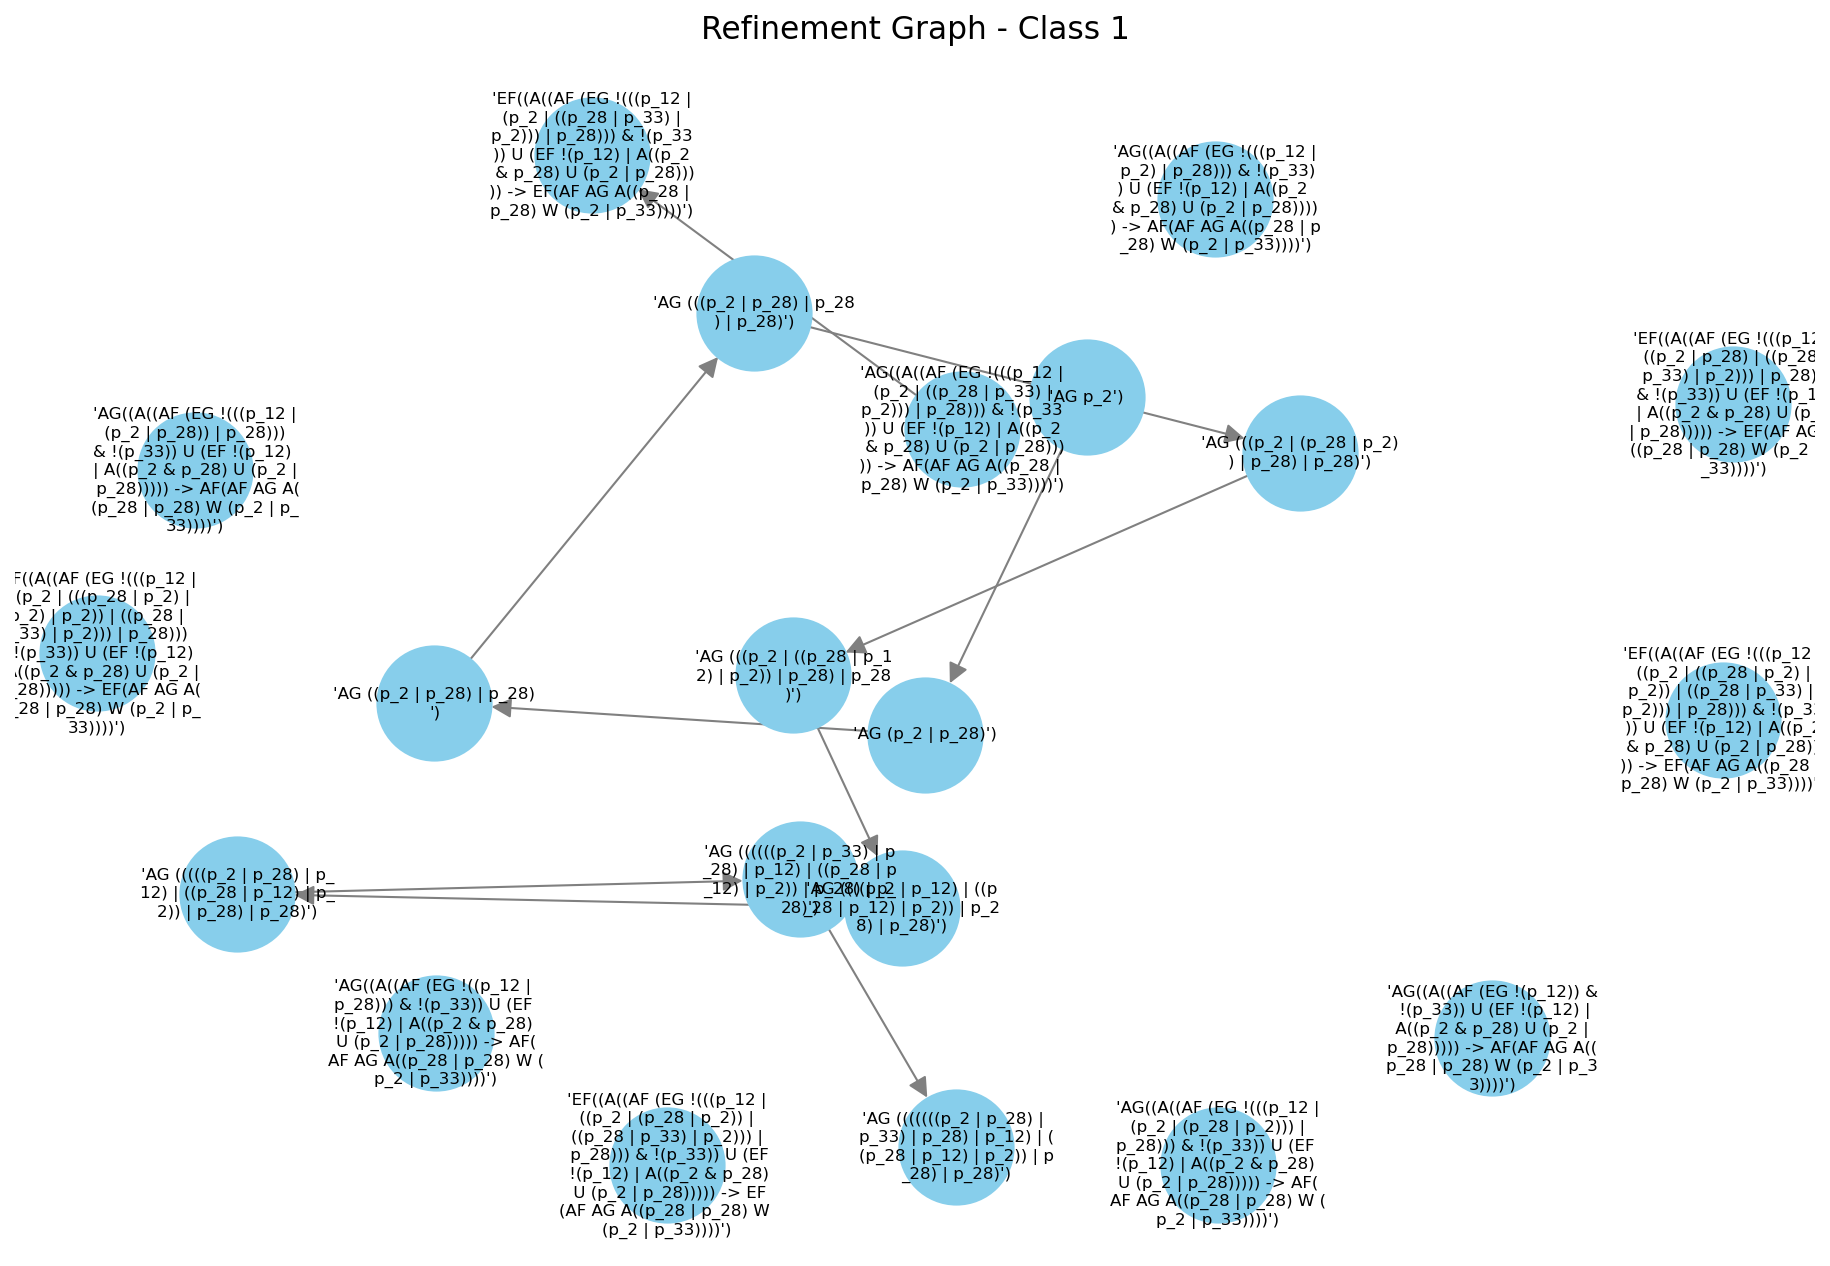 Refinement Graph - Class 1
'EF((A((AF (EG !(((p_12 |
(p_2 | ((p_28 | p_33) |
p_2))) | p_28))) & !(p_33
)) U (EF !(p_12) | A((p_2
& p_28) U (p_2 | p_28)))
)) -> EF(AF AG A((p_28 |
p_28) W (p_2 | p_33))))')
'AG((A((AF (EG !(((p_12 |
p_2) | p_28))) & !(p_33)
) U (EF !(p_12) | A((p_2
& p_28) U (p_2 | p_28))))
) -> AF(AF AG A((p_28 | p
_28) W (p_2 | p_33))))')
'AG (((p_2 | p_28) | p_28
) | p_28)')
'EF((A((AF (EG !(((p_12
((p_2 | p_28) | ((p_28
p_33) | p_2))) | p_28)
& !(p_33)) U (EF !(p_1
| A((p_2 & p_28) U (p_
| p_28))))) -> EF(AF AG
((p_28 | p_28) W (p_2
_33))))')
'AG((A((AF (EG !(((p_12 |
(p_2 | ((p_28 | p_33) |
p_2))) | p_28))) & !(p_33
)) U (EF !(p_12) | A((p_2
& p_28) U (p_2 | p_28)))
)) -> AF(AF AG A((p_28 |
p_28) W (p_2 | p_33))))')
'AG p_2')
'AG (((p_2 | (p_28 | p_2)
) | p_28) | p_28)')
'AG((A((AF (EG !(((p_12 |
(p_2 | p_28)) | p_28)))
& !(p_33)) U (EF !(p_12)
| A((p_2 & p_28) U (p_2 |
p_28))))) -> AF(AF AG A(
(p_28 | p_28) W (p_2 | p_
33))))')
F((A((AF (EG !(((p_12 |
(p_2 | (((p_28 | p_2) |
p_2) | p_2)) | ((p_28 |
_33) | p_2))) | p_28)))
!(p_33)) U (EF !(p_12)
A((p_2 & p_28) U (p_2 |
_28))))) -> EF(AF AG A(
_28 | p_28) W (p_2 | p_
33))))')
'AG ((p_2 | p_28) | p_28)
')
'AG (((p_2 | ((p_28 | p_1
2) | p_2)) | p_28) | p_28
)')
'AG (p_2 | p_28)')
'EF((A((AF (EG !(((p_12
((p_2 | ((p_28 | p_2) |
p_2)) | ((p_28 | p_33) |
p_2))) | p_28))) & !(p_3
)) U (EF !(p_12) | A((p_2
& p_28) U (p_2 | p_28))
)) -> EF(AF AG A((p_28
p_28) W (p_2 | p_33))))'
'AG (((((p_2 | p_28) | p_
12) | ((p_28 | p_12) | p_
2)) | p_28) | p_28)')
'AG ((((((p_2 | p_33) | p
_28) | p_12) | ((p_28 | p
_12) | p_2)) | p_28) | p_
28)')
'AG ((((p_2 | p_12) | ((p
_28 | p_12) | p_2)) | p_2
8) | p_28)')
'AG((A((AF (EG !((p_12 |
p_28))) & !(p_33)) U (EF
!(p_12) | A((p_2 & p_28)
U (p_2 | p_28))))) -> AF(
AF AG A((p_28 | p_28) W (
p_2 | p_33))))')
'AG((A((AF (EG !(p_12)) &
!(p_33)) U (EF !(p_12) |
A((p_2 & p_28) U (p_2 |
p_28))))) -> AF(AF AG A((
p_28 | p_28) W (p_2 | p_3
3))))')
'EF((A((AF (EG !(((p_12 |
((p_2 | (p_28 | p_2)) |
((p_28 | p_33) | p_2))) |
p_28))) & !(p_33)) U (EF
!(p_12) | A((p_2 & p_28)
U (p_2 | p_28))))) -> EF
(AF AG A((p_28 | p_28) W
(p_2 | p_33))))')
'AG (((((((p_2 | p_28) |
p_33) | p_28) | p_12) | (
(p_28 | p_12) | p_2)) | p
_28) | p_28)')
'AG((A((AF (EG !(((p_12 |
(p_2 | (p_28 | p_2))) |
p_28))) & !(p_33)) U (EF
!(p_12) | A((p_2 & p_28)
U (p_2 | p_28))))) -> AF(
AF AG A((p_28 | p_28) W (
p_2 | p_33))))')